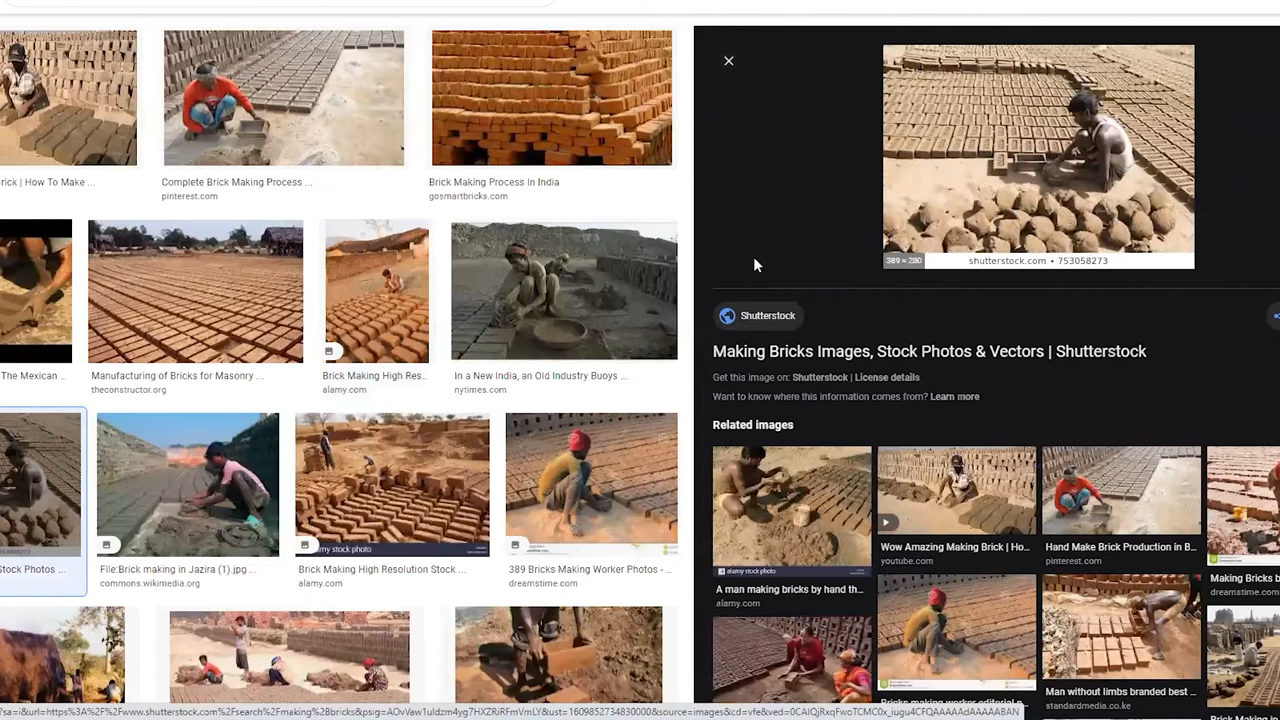 rick | How To Make ...
Complete Brick Making Process ...
pinterest.com
Brick Making Process In India
gosmartbricks.com
The Mexican ..
Manufacturing of Bricks for Masonry ...
theconstructor.org
Brick Making High Res...
alamy.com
In a New India, an Old Industry Buoys ...
nytimes.com
Stock Photos ...
File:Brick making in Jazira (1).jpg ...
commons.wikimedia.org
alamy stock photo
Brick Making High Resolution Stock ...
alamy.com
389 Bricks Making Worker Photos - ...
dreamstime.com
389 × 280
shutterstock.com • 753058273
Shutterstock
Making Bricks Images, Stock Photos & Vectors | Shutterstock
Get this image on: Shutterstock | License details
Want to know where this information comes from? Learn more
Related images
alamy stock photo
A man making bricks by hand th...
alamy.com
Wow Amazing Making Brick | Ho...
youtube.com
Hand Make Brick Production in B...
pinterest.com
Making Bricks b
dreamstime.com
Man without limbs branded best ...
standardmedia.co.ke